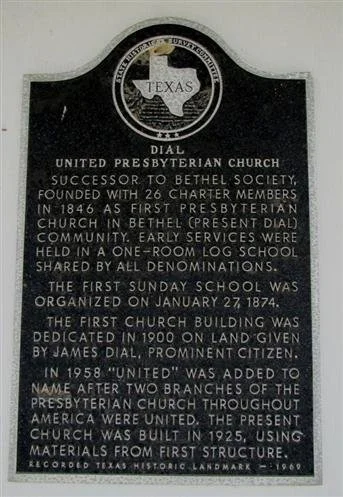 STATE HISTORICAL SURVEY COMMITTEE
TEXAS
DIAL
UNITED PRESBYTERIAN CHURCH
SUCCESSOR TO BETHEL SOCIETY,
FOUNDED WITH 26 CHARTER MEMBERS
IN 1846 AS FIRST PRESBYTERIAN
CHURCH IN BETHEL (PRESENT DIAL)
COMMUNITY. EARLY SERVICES WERE
HELD IN A ONE-ROOM LOG SCHOOL
SHARED BY ALL DENOMINATIONS.
THE FIRST SUNDAY SCHOOL WAS
ORGANIZED ON JANUARY 27, 1874.
THE FIRST CHURCH BUILDING WAS
DEDICATED IN 1900 ON LAND GIVEN
BY JAMES DIAL, PROMINENT CITIZEN.
IN 1958 "UNITED" WAS ADDED TO
NAME AFTER TWO BRANCHES OF THE
PRESBYTERIAN CHURCH THROUGHOUT
AMERICA WERE UNITED. THE PRESENT
CHURCH WAS BUILT IN 1925, USING
MATERIALS FROM FIRST STRUCTURE.
RECORDED TEXAS HISTORIC LANDMARK - 1969